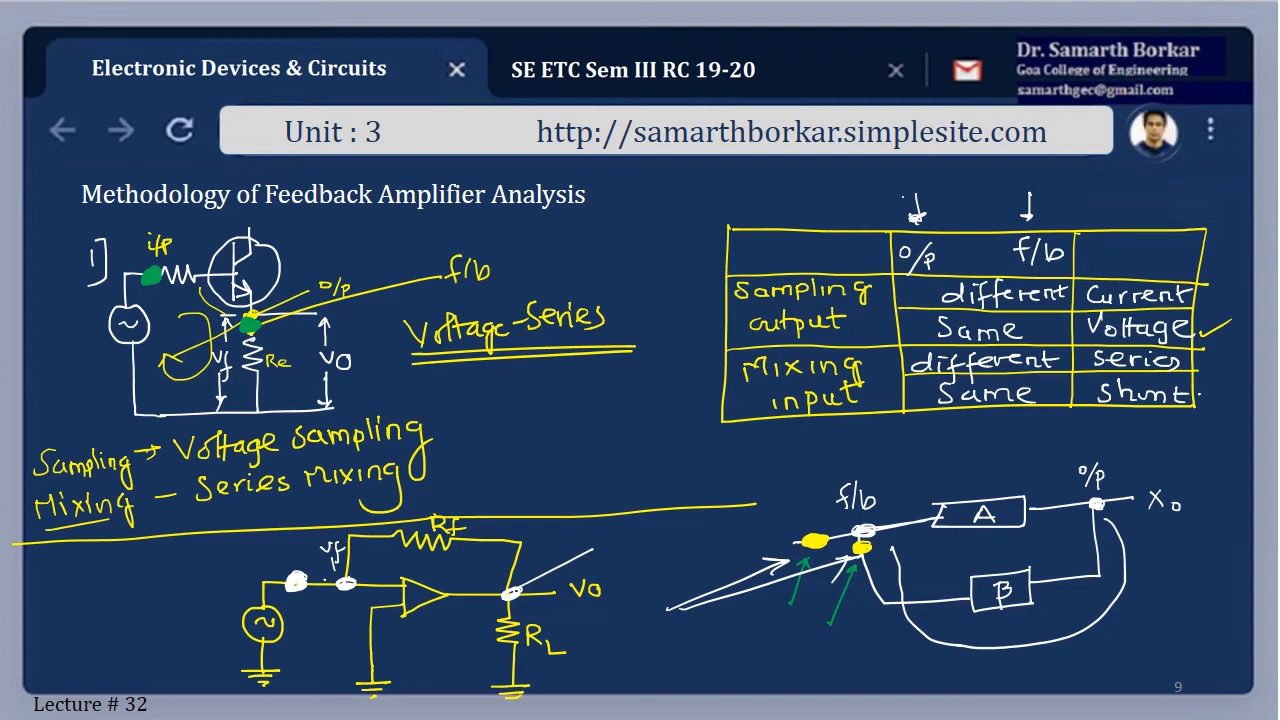 Electronic Devices & Circuits
SE ETC Sem III RC 19-20
Dr. Samarth Borkar
Goa College of Engineering
samarthgec@gmail.com
Unit : 3
http://samarthborkar.simplesite.com
Methodology of Feedback Amplifier Analysis
1]
i/p
o/p
f/b
Vf
Re
Vo
Voltage-Series
Sampling → Voltage Sampling
Mixing - Series Mixing
o/p f/b
Sampling output
different Current
Same Voltage ✓
Mixing input
different series
Same Shunt
Rf
Vf
Vo
RL
f/b
A
o/p
Xo
β
9
Lecture # 32